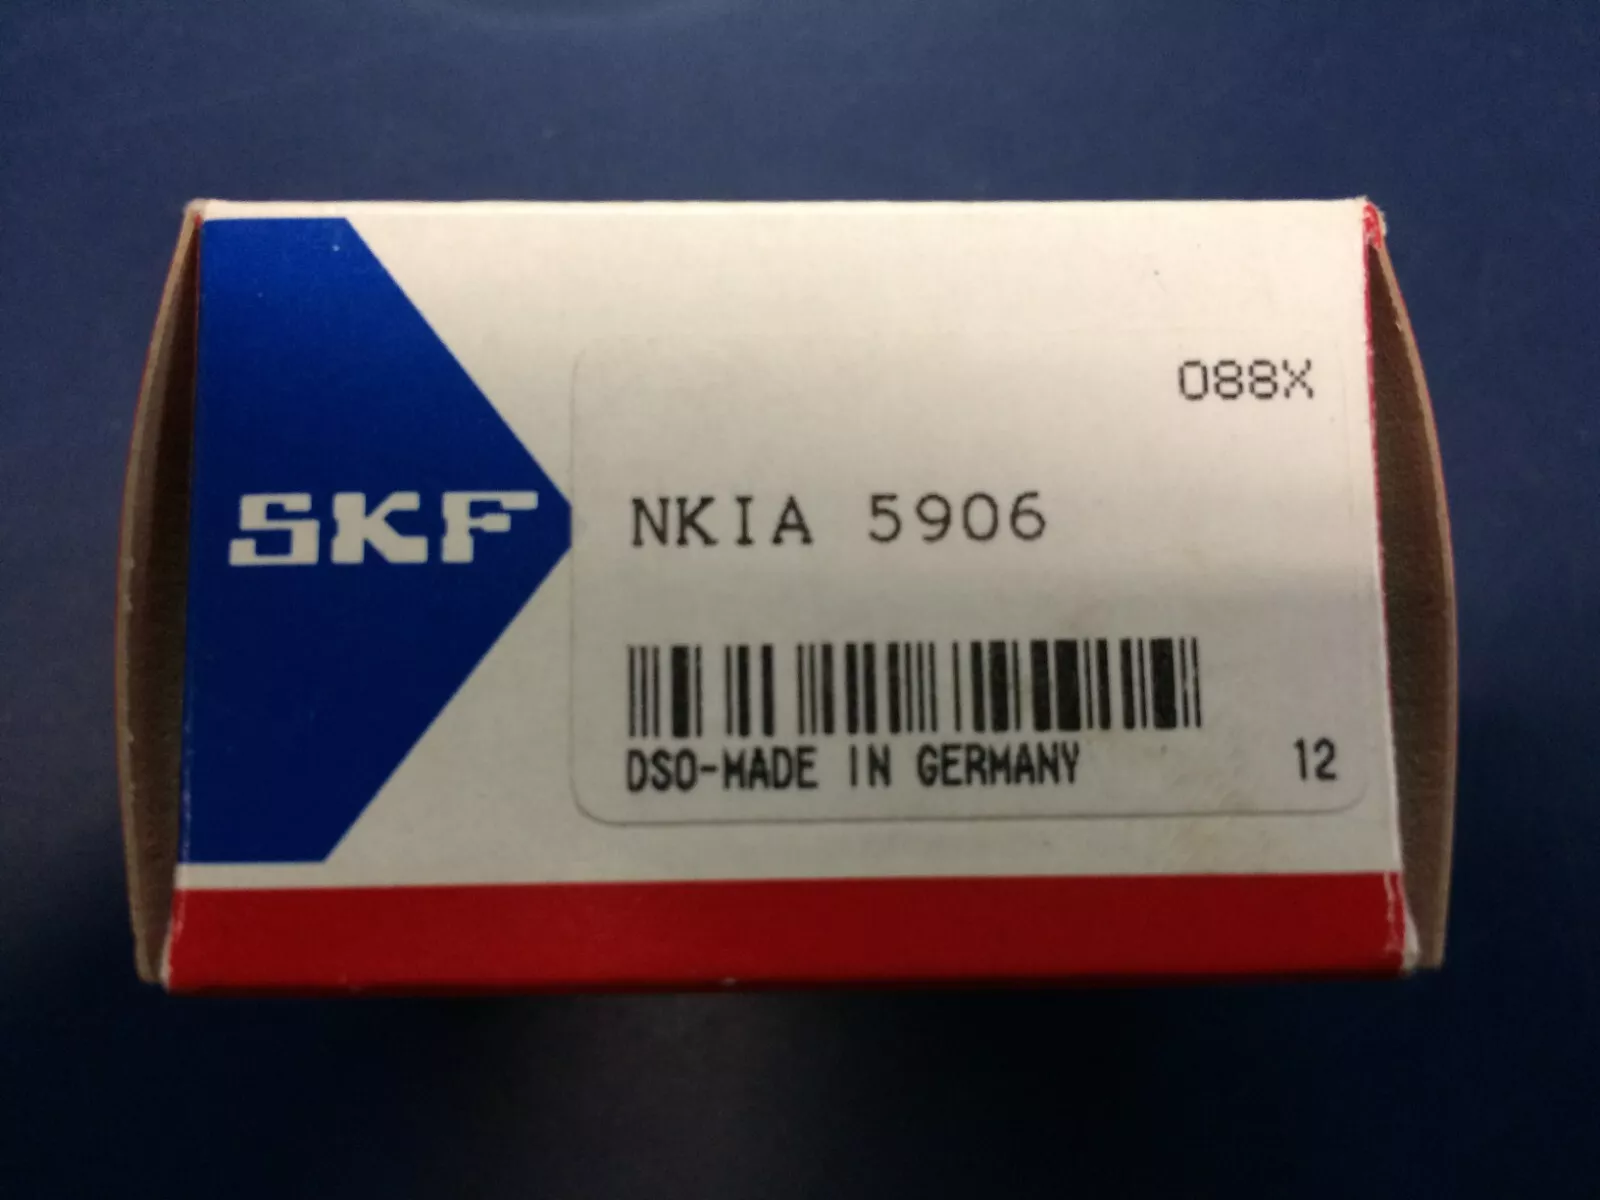 088X
SKF
NKIA 5906
DSO-MADE IN GERMANY 12